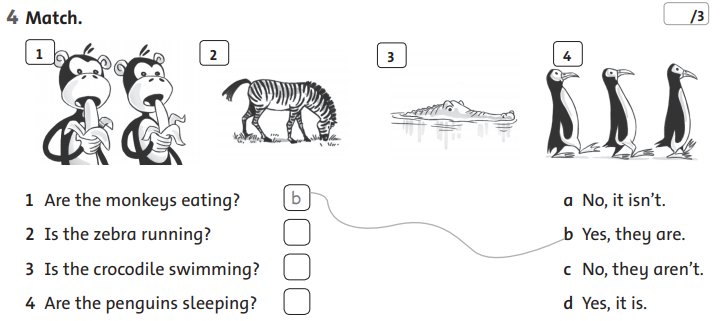 4 Match.
/3
1
2
3
4
1 Are the monkeys eating? b
a No, it isn't.
2 Is the zebra running?
b Yes, they are.
3 Is the crocodile swimming?
c No, they aren't.
4 Are the penguins sleeping?
d Yes, it is.